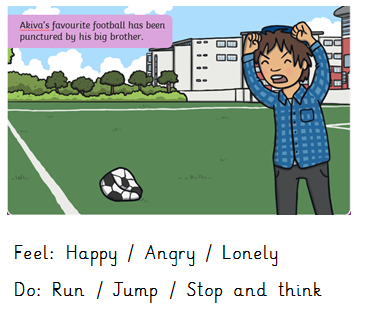 Akiva's favourite football has been
punctured by his big brother.
Feel: Happy / Angry / Lonely
Do: Run / Jump / Stop and think